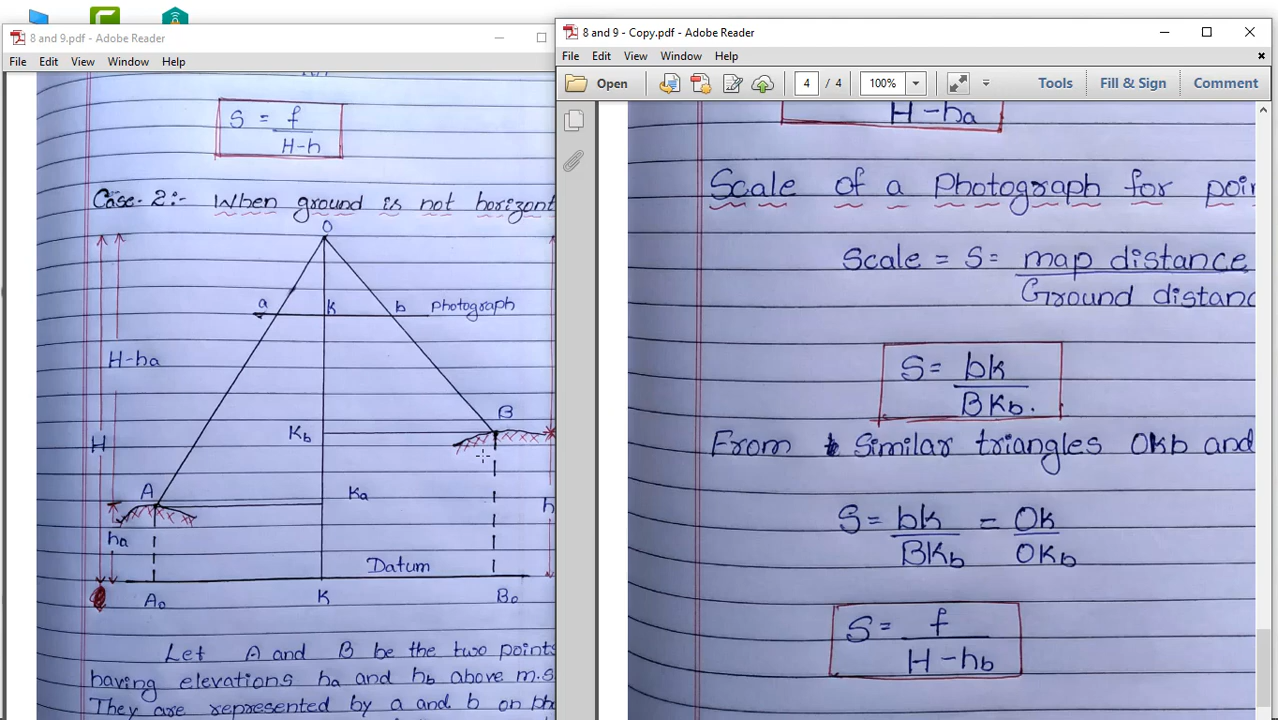 8 and 9.pdf - Adobe Reader
File Edit View Window Help
S = f
H-h
Case-2:- When ground is not horizont
O
a k b Photograph
H-ha
B
Kb
H
A Ka
h
ha
Datum
A₀ K B₀
Let A and B be the two points
having elevations ha and hb above m.s
They are represented by a and b on ph
8 and 9 - Copy.pdf - Adobe Reader
File Edit View Window Help
Open 4 / 4 100% Tools Fill & Sign Comment
H-ha
Scale of a Photograph for poin
Scale = S = map distance
Ground distanc
S = bk
BKb.
From Similar triangles Okb and
S = bk = Ok
BKb OKb
S = f
H-hb